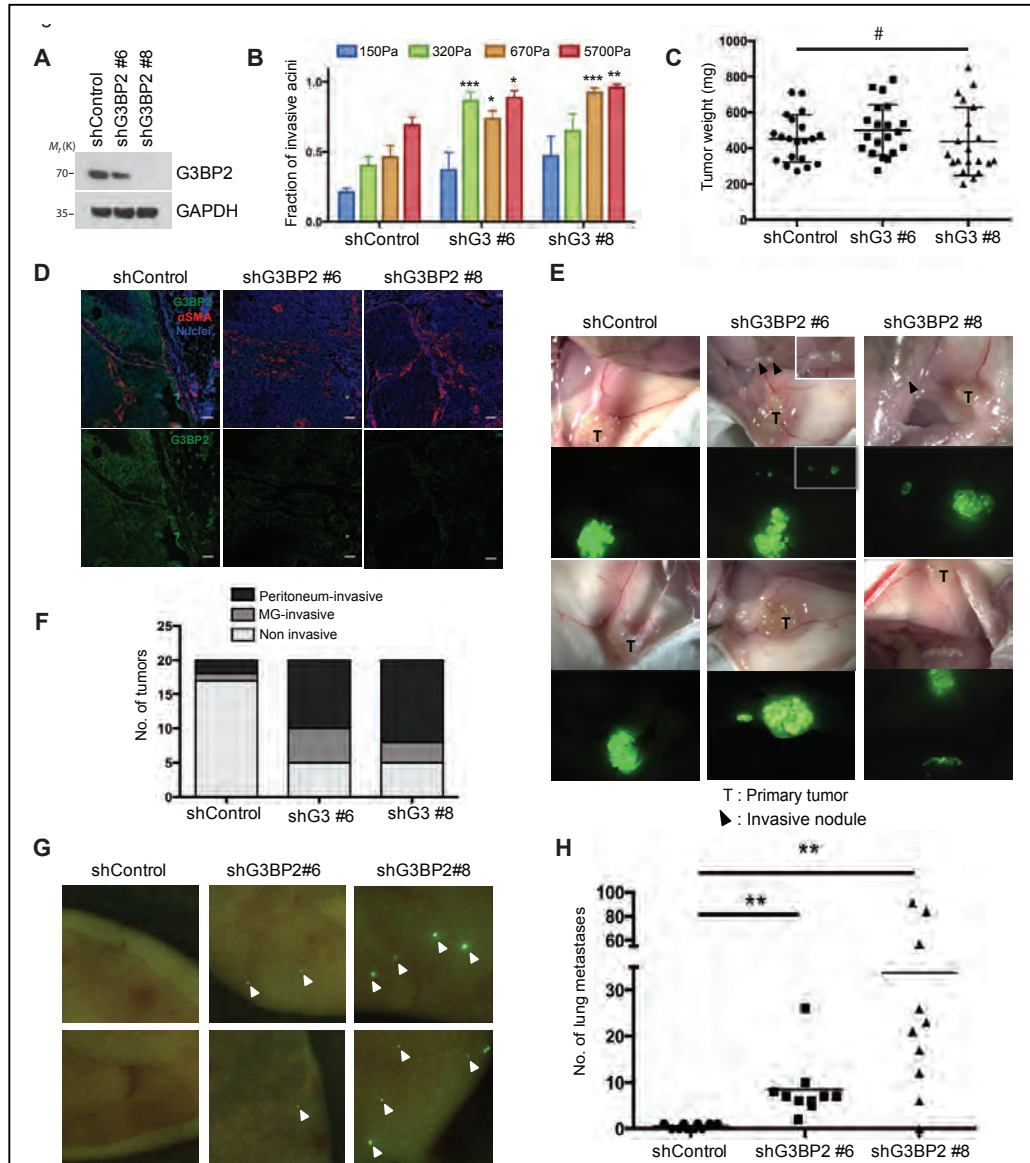 A
shControl
shG3BP2 #6
shG3BP2 #8
Mr (K)
70–
G3BP2
35–
GAPDH
B
150Pa 320Pa 670Pa 5700Pa
Fraction of invasive acini
1.0
0.5
0.0
*** * *
*** **
shControl shG3 #6 shG3 #8
C
#
Tumor weight (mg)
1000
800
600
400
200
0
shControl shG3 #6 shG3 #8
D
shControl shG3BP2 #6 shG3BP2 #8
G3BP2
αSMA
Nuclei
G3BP2
E
shControl shG3BP2 #6 shG3BP2 #8
T T T
T T T
T : Primary tumor
: Invasive nodule
F
Peritoneum-invasive
MG-invasive
Non invasive
No. of tumors
25
20
15
10
5
0
shControl shG3 #6 shG3 #8
G
shControl shG3BP2#6 shG3BP2#8
H
**
**
No. of lung metastases
100
80
60
30
20
10
0
shControl shG3BP2 #6 shG3BP2 #8